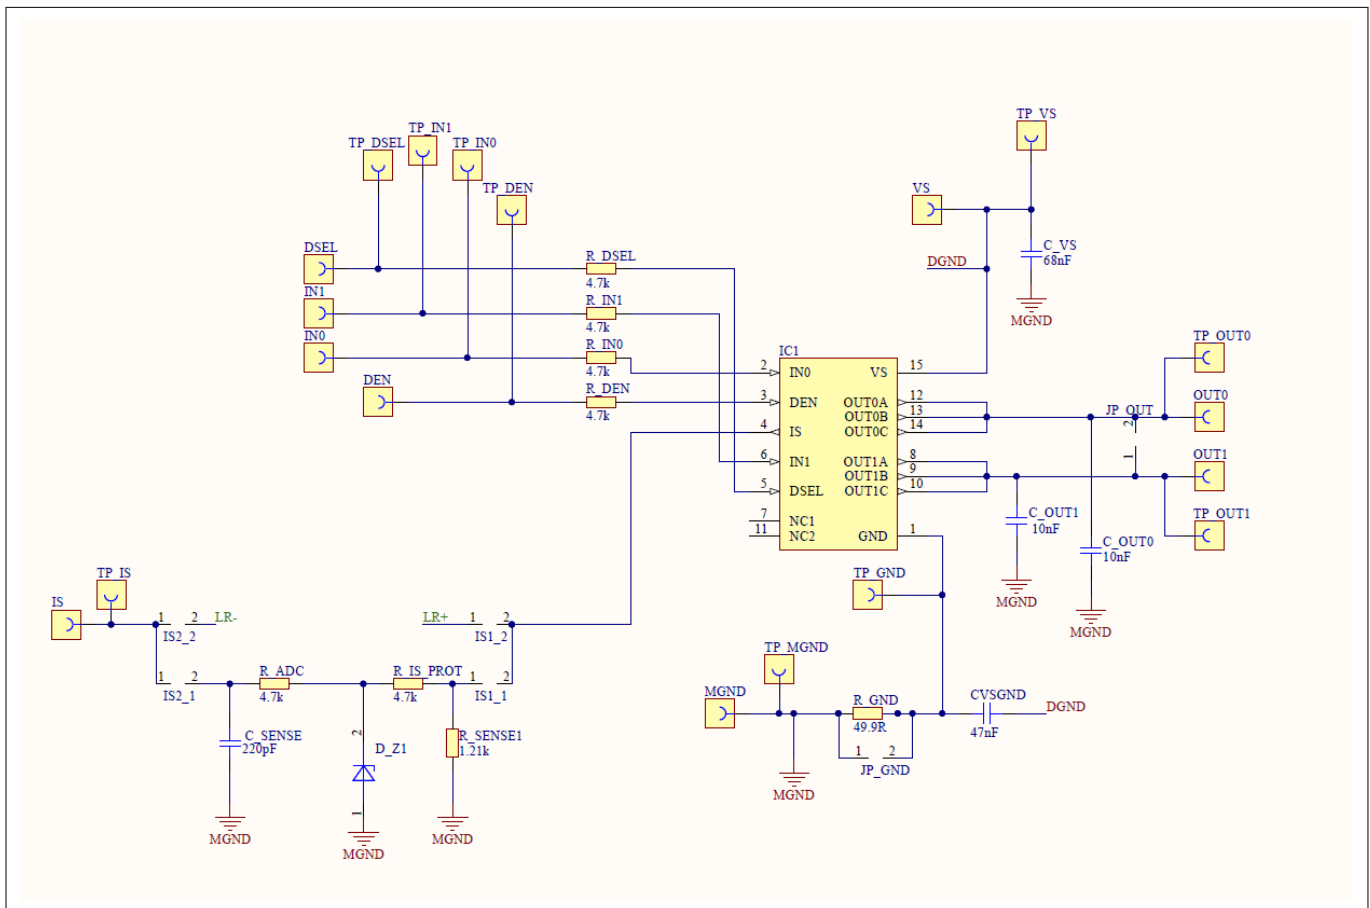 TP_VS
TP_IN1
TP_DSEL
TP_IN0
TP_DEN
VS
C_VS
68nF
DGND
MGND
DSEL
R_DSEL
4.7k
IN1
R_IN1
4.7k
IN0
R_IN0
4.7k
DEN
R_DEN
4.7k
IC1
2 IN0 VS 15
3 DEN OUT0A 12
OUT0B 13
4 IS OUT0C 14
6 IN1 OUT1A 8
OUT1B 9
5 DSEL OUT1C 10
7 NC1
11 NC2 GND 1
TP_OUT0
OUT0
JP_OUT
2
1
OUT1
TP_OUT1
C_OUT1
10nF
MGND
C_OUT0
10nF
MGND
TP_GND
TP_IS
IS
1 2 LR-
IS2_2
LR+ 1 2
IS1_2
1 2
IS2_1
R_ADC
4.7k
R_IS_PROT
4.7k
1 2
IS1_1
C_SENSE
220pF
MGND
2
D_Z1
1
MGND
R_SENSE1
1.21k
MGND
TP_MGND
MGND
R_GND
49.9R
1 2
JP_GND
MGND
CVSGND
47nF
DGND